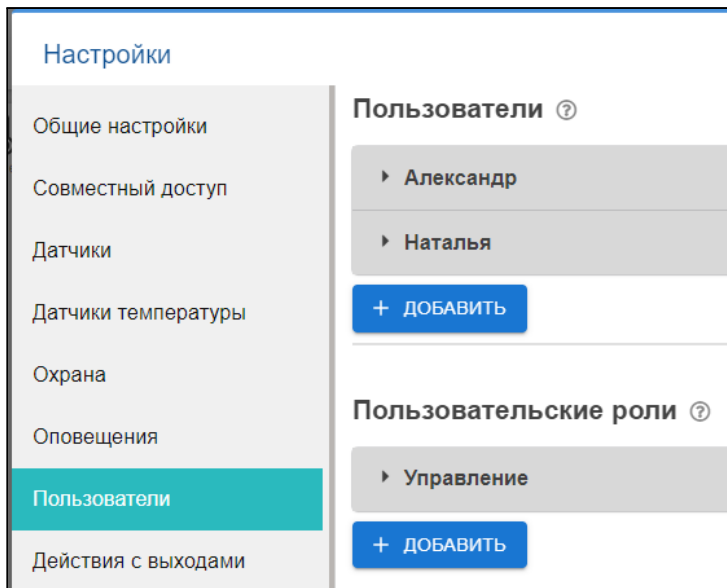 Настройки
Общие настройки
Совместный доступ
Датчики
Датчики температуры
Охрана
Оповещения
Пользователи
Действия с выходами
Пользователи ?
Александр
Наталья
+ ДОБАВИТЬ
Пользовательские роли ?
Управление
+ ДОБАВИТЬ